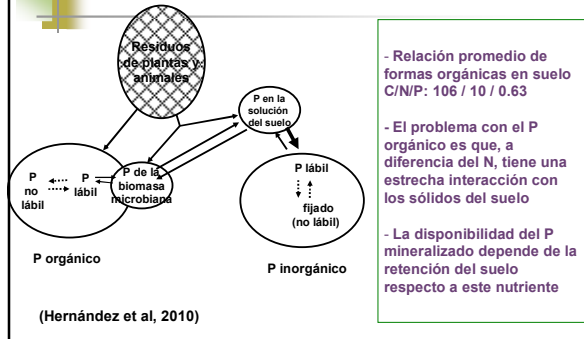 Residuos
de plantas y
animales
P en la
solución
del suelo
P
no
lábil
P
lábil
P de la
biomasa
microbiana
P lábil
fijado
(no lábil)
P orgánico
P inorgánico
(Hernández et al, 2010)
- Relación promedio de
formas orgánicas en suelo
C/N/P: 106 / 10 / 0.63
- El problema con el P
orgánico es que, a
diferencia del N, tiene una
estrecha interacción con
los sólidos del suelo
- La disponibilidad del P
mineralizado depende de la
retención del suelo
respecto a este nutriente